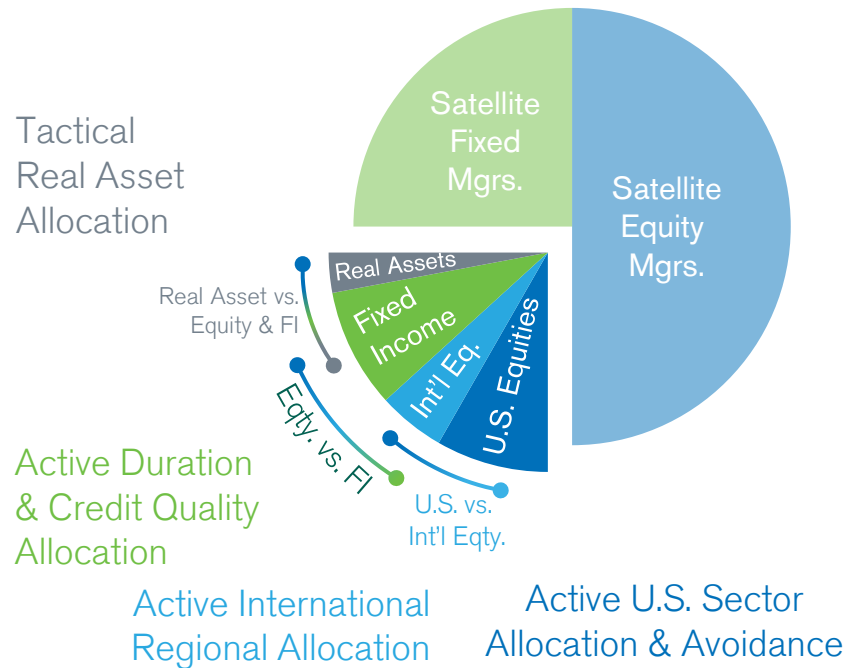 Satellite
Fixed
Mgrs.
Satellite
Equity
Mgrs.
Tactical
Real Asset
Allocation
Real Assets
Fixed
Income
Int'l Eq.
U.S. Equities
Real Asset vs.
Equity & FI
Eqty. vs. FI
U.S. vs.
Int'l Eqty.
Active Duration
& Credit Quality
Allocation
Active International
Regional Allocation
Active U.S. Sector
Allocation & Avoidance